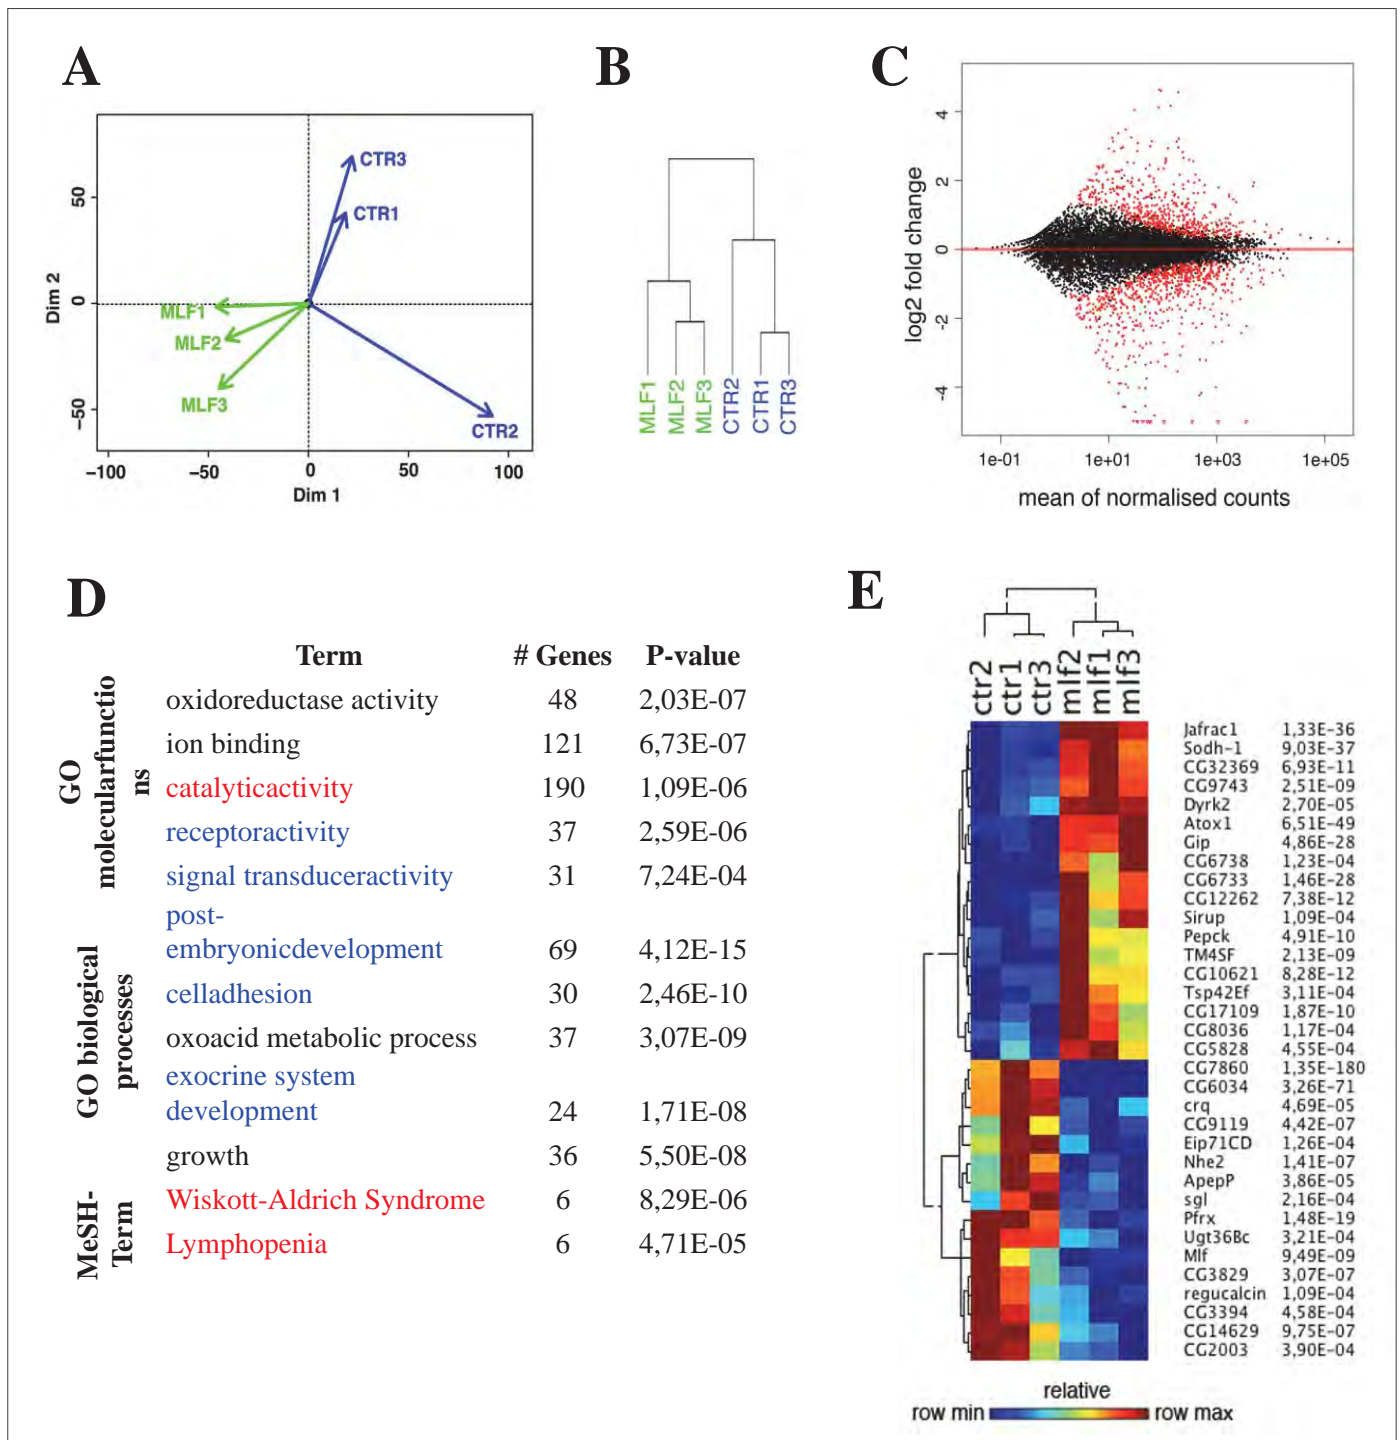 A
B
C
CTR3
CTR1
MLF1
MLF2
MLF3
CTR2
50
0
−50
Dim 2
−100
−50
0
50
100
Dim 1
MLF1
MLF2
MLF3
CTR2
CTR1
CTR3
4
2
0
-2
-4
log2 fold change
1e-01
1e+01
1e+03
1e+05
mean of normalised counts
D
Term # Genes P-value
GO
molecularfunctio
ns
oxidoreductase activity 48 2,03E-07
ion binding 121 6,73E-07
catalyticactivity 190 1,09E-06
receptoractivity 37 2,59E-06
signal transduceractivity 31 7,24E-04
GO biological
processes
post-
embryonicdevelopment 69 4,12E-15
celladhesion 30 2,46E-10
oxoacid metabolic process 37 3,07E-09
exocrine system
development 24 1,71E-08
growth 36 5,50E-08
MeSH-
Term
Wiskott-Aldrich Syndrome 6 8,29E-06
Lymphopenia 6 4,71E-05
E
ctr2
ctr1
ctr3
mlf2
mlf1
mlf3
Jafrac1 1,33E−36
Sodh−1 9,03E−37
CG32369 6,93E−11
CG9743 2,51E−09
Dyrk2 2,70E−05
Atox1 6,51E−49
Gip 4,86E−28
CG6738 1,23E−04
CG6733 1,46E−28
CG12262 7,38E−12
Sirup 1,09E−04
Pepck 4,91E−10
TM4SF 2,13E−09
CG10621 8,28E−12
Tsp42Ef 3,11E−04
CG17109 1,87E−10
CG8036 1,17E−04
CG5828 4,55E−04
CG7860 1,35E−180
CG6034 3,26E−71
crq 4,69E−05
CG9119 4,42E−07
Eip71CD 1,26E−04
Nhe2 1,41E−07
ApepP 3,86E−05
sgl 2,16E−04
Pfrx 1,48E−19
Ugt36Bc 3,21E−04
Mlf 9,49E−09
CG3829 3,07E−07
regucalcin 1,09E−04
CG3394 4,58E−04
CG14629 9,75E−07
CG2003 3,90E−04
relative
row min row max